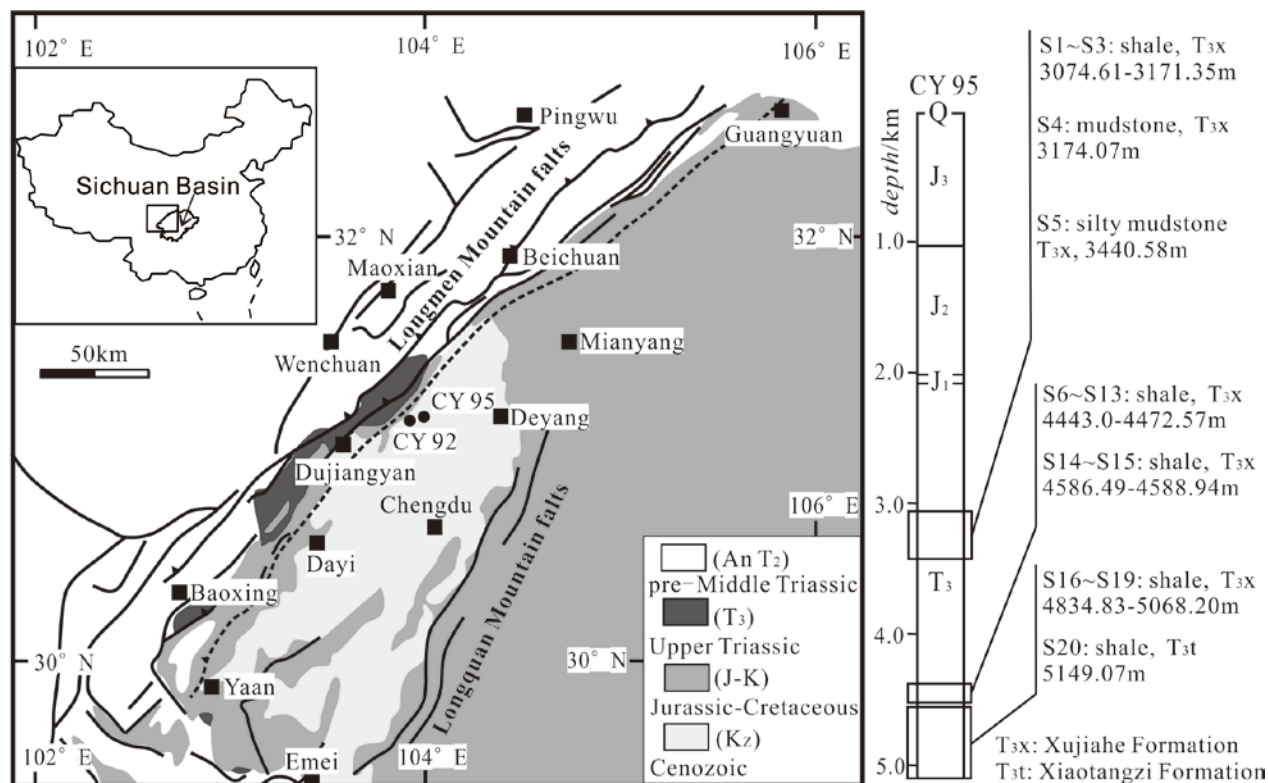 102° E
104° E
106° E
Sichuan Basin
Pingwu
Guangyuan
32° N
32° N
Maoxian
Beichuan
Longmen Mountain falts
50km
Wenchuan
Mianyang
CY 95
CY 92
Deyang
Dujiangyan
Chengdu
106° E
Dayi
Baoxing
Longquan Mountain falts
30° N
30° N
Yaan
102° E
Emei
104° E
(An T₂)
pre-Middle Triassic
(T₃)
Upper Triassic
(J-K)
Jurassic-Cretaceous
(Kz)
Cenozoic
CY 95
Q
depth/km
J₃
1.0
J₂
2.0
J₁
3.0
T₃
4.0
5.0
S1~S3: shale, T₃x
3074.61-3171.35m
S4: mudstone, T₃x
3174.07m
S5: silty mudstone
T₃x, 3440.58m
S6~S13: shale, T₃x
4443.0-4472.57m
S14~S15: shale, T₃x
4586.49-4588.94m
S16~S19: shale, T₃x
4834.83-5068.20m
S20: shale, T₃t
5149.07m
T₃x: Xujiahe Formation
T₃t: Xiaotangzi Formation